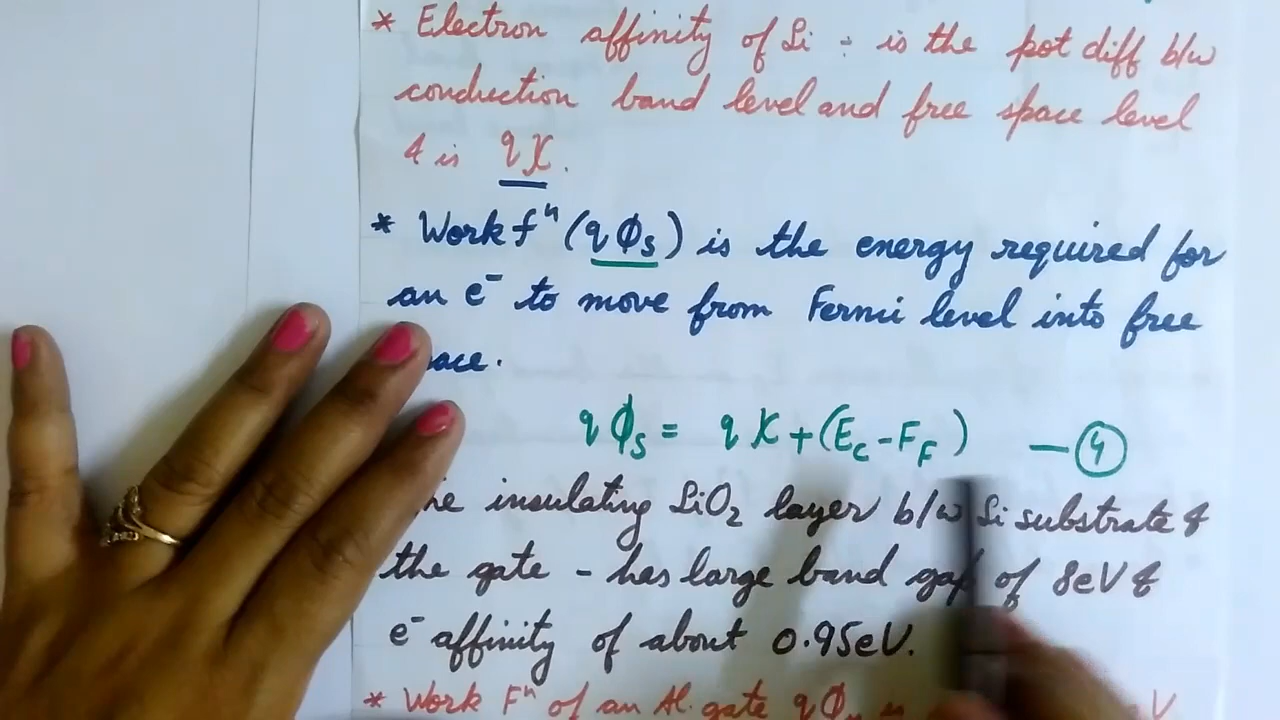 * Electron affinity of Si :- is the pot diff b/w
conduction band level and free space level
& is qχ.
* Work fⁿ (qϕs) is the energy required for
an e⁻ to move from Fermi level into free
ace.
qϕs = qχ + (Ec - FF) — 4
insulating SiO2 layer b/w Si substrate &
the gate - has large band gap of 8eV &
e⁻ affinity of about 0.95eV.
* Work Fⁿ of an Al. gate qϕ